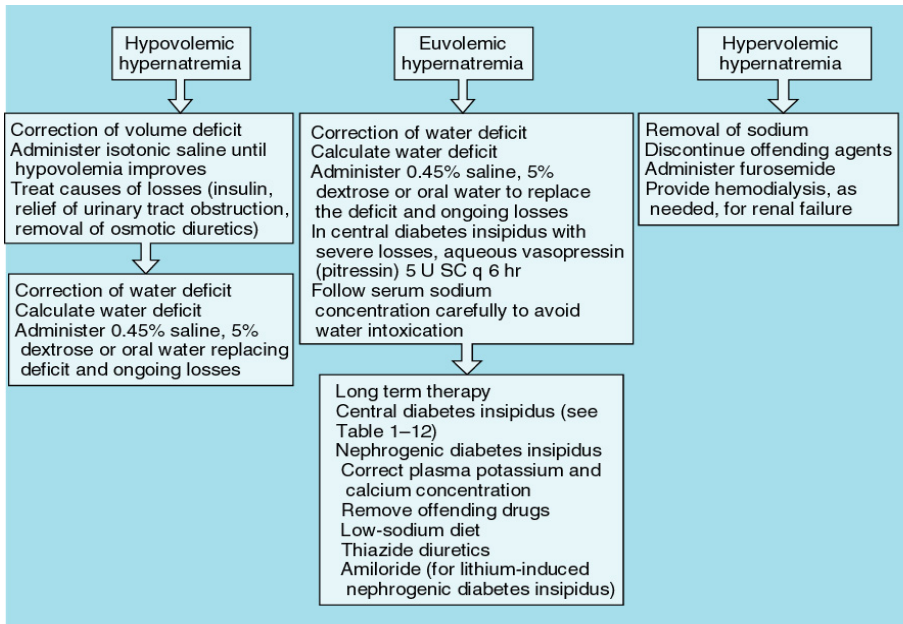 Hypovolemic
hypernatremia
Correction of volume deficit
Administer isotonic saline until
hypovolemia improves
Treat causes of losses (insulin,
relief of urinary tract obstruction,
removal of osmotic diuretics)
Correction of water deficit
Calculate water deficit
Administer 0.45% saline, 5%
dextrose or oral water replacing
deficit and ongoing losses
Euvolemic
hypernatremia
Correction of water deficit
Calculate water deficit
Administer 0.45% saline, 5%
dextrose or oral water to replace
the deficit and ongoing losses
In central diabetes insipidus with
severe losses, aqueous vasopressin
(pitressin) 5 U SC q 6 hr
Follow serum sodium
concentration carefully to avoid
water intoxication
Long term therapy
Central diabetes insipidus (see
Table 1–12)
Nephrogenic diabetes insipidus
Correct plasma potassium and
calcium concentration
Remove offending drugs
Low-sodium diet
Thiazide diuretics
Amiloride (for lithium-induced
nephrogenic diabetes insipidus)
Hypervolemic
hypernatremia
Removal of sodium
Discontinue offending agents
Administer furosemide
Provide hemodialysis, as
needed, for renal failure